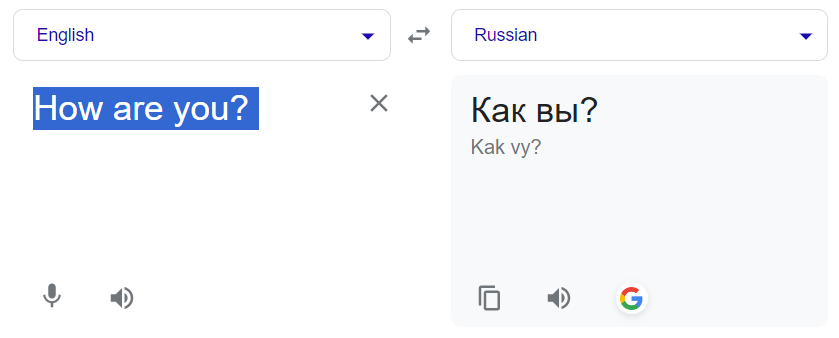 English
Russian
How are you?
Как вы?
Kak vy?